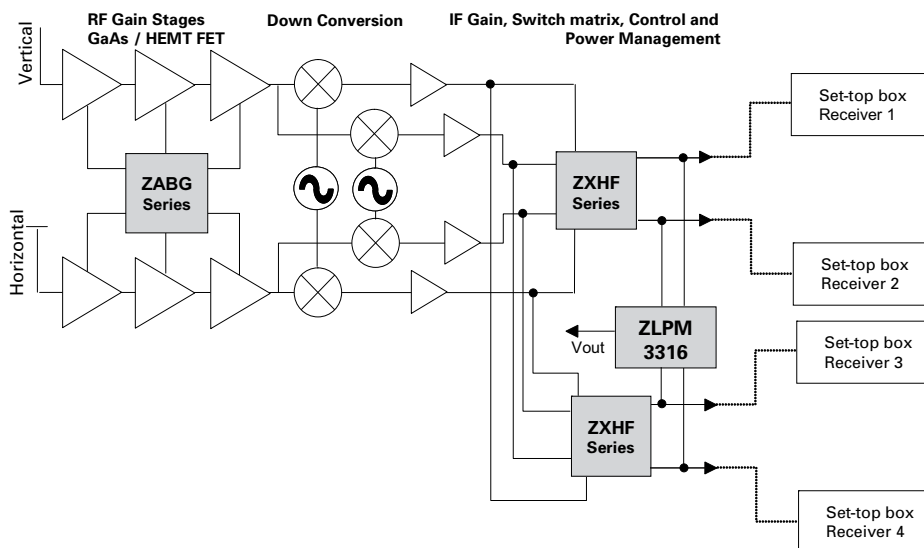 RF Gain Stages
GaAs / HEMT FET
Down Conversion
IF Gain, Switch matrix, Control and
Power Management
Vertical
Horizontal
ZABG
Series
ZXHF
Series
ZLPM
3316
Vout
ZXHF
Series
Set-top box
Receiver 1
Set-top box
Receiver 2
Set-top box
Receiver 3
Set-top box
Receiver 4